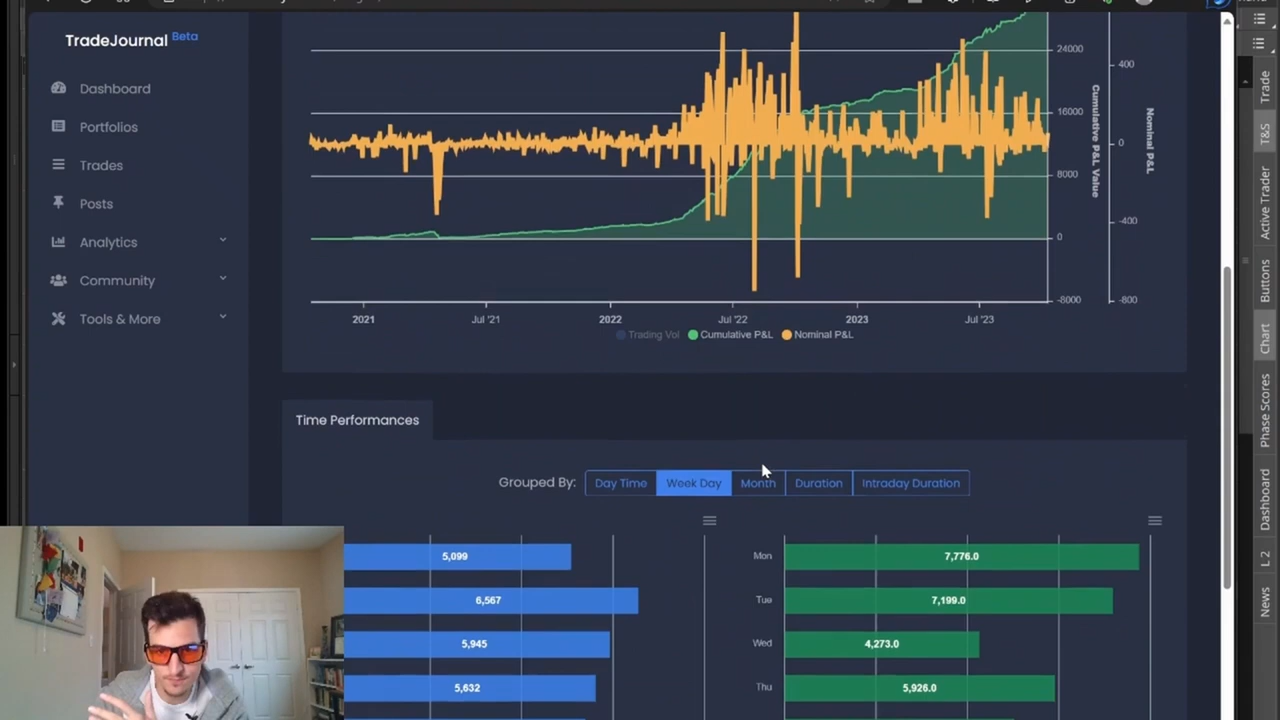 TradeJournal Beta
Dashboard
Portfolios
Trades
Posts
Analytics
Community
Tools & More
24000
16000
8000
0
-8000
Cumulative P&L Value
400
0
-400
-800
Nominal P&L
2021
Jul '21
2022
Jul '22
2023
Jul '23
Trading Vol
Cumulative P&L
Nominal P&L
Time Performances
Grouped By:
Day Time
Week Day
Month
Duration
Intraday Duration
5,099
6,567
5,945
5,632
Mon
7,776.0
Tue
7,199.0
Wed
4,273.0
Thu
5,926.0
Trade
T&S
Active Trader
Buttons
Chart
Phase Scores
Dashboard
L 2
News